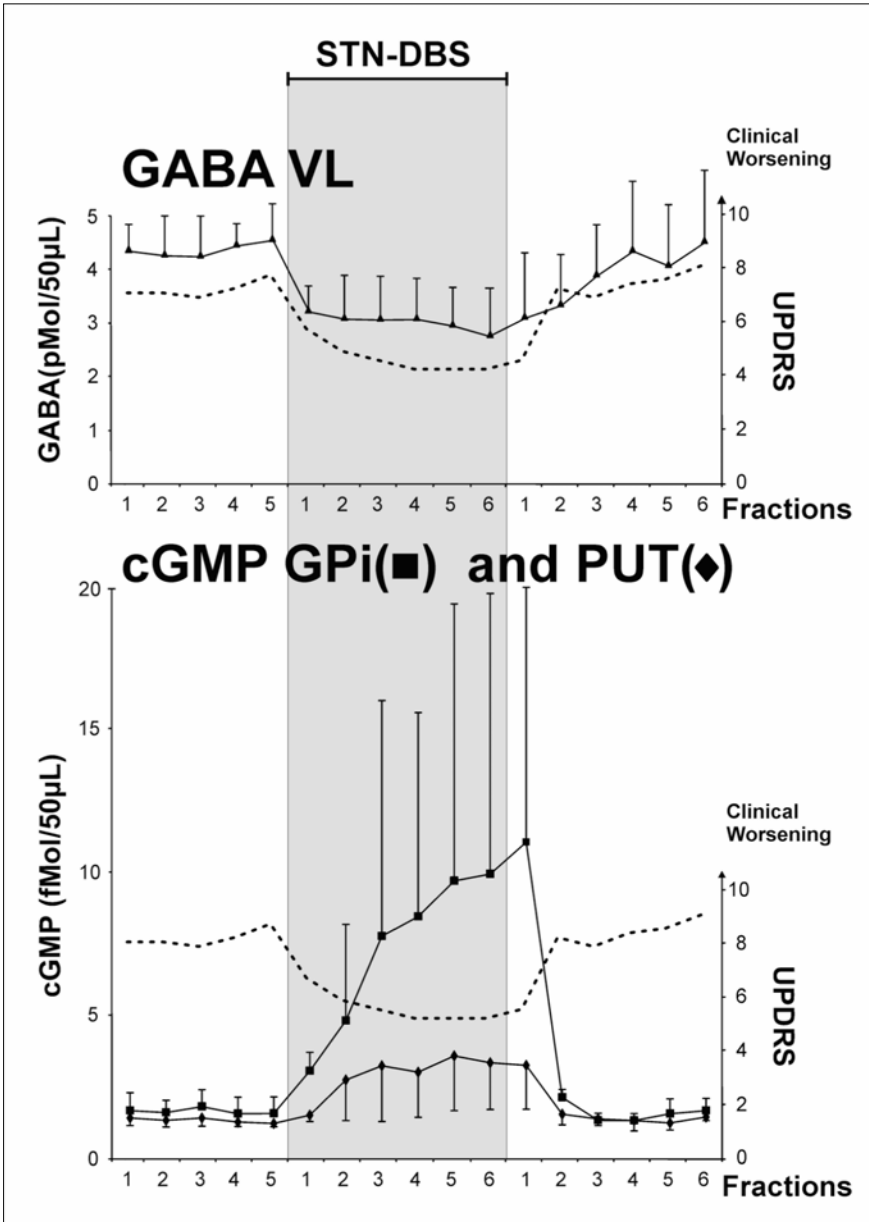 STN-DBS
GABA VL
Clinical
Worsening
GABA(pMol/50µL)
5
4
3
2
1
0
10
8
6
4
2
0
UPDRS
1 2 3 4 5 1 2 3 4 5 6 1 2 3 4 5 6 Fractions
cGMP GPi(■) and PUT(♦)
cGMP (fMol/50µL)
20
15
10
5
0
Clinical
Worsening
10
8
6
4
2
0
UPDRS
1 2 3 4 5 1 2 3 4 5 6 1 2 3 4 5 6 Fractions